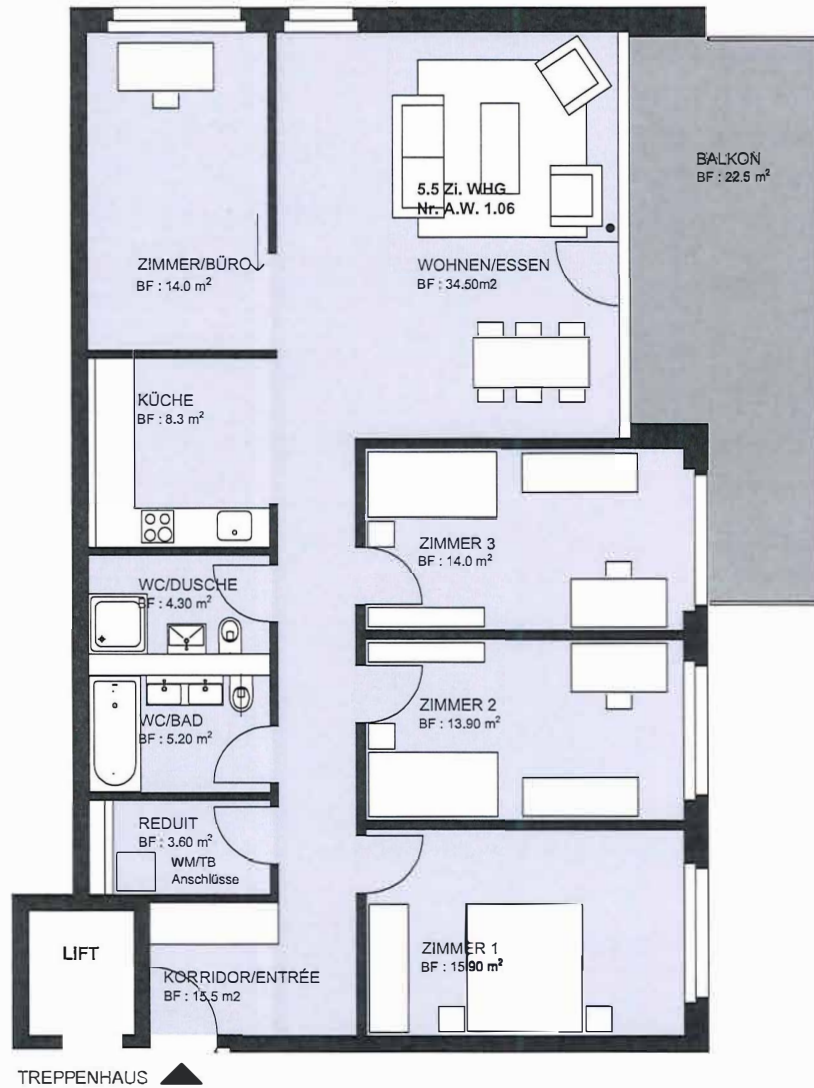 BALKON
BF : 22.5 m²
5.5 Zi. WHG
Nr. A.W. 1.06
ZIMMER/BÜRO
BF : 14.0 m²
WOHNEN/ESSEN
BF : 34.50m2
KÜCHE
BF : 8.3 m²
ZIMMER 3
BF : 14.0 m²
WC/DUSCHE
BF : 4.30 m²
ZIMMER 2
BF : 13.90 m²
WC/BAD
BF : 5.20 m²
REDUIT
BF : 3.60 m²
WM/TB
Anschlüsse
LIFT
ZIMMER 1
BF : 15.90 m²
KORRIDOR/ENTRÉE
BF : 15.5 m2
TREPPENHAUS